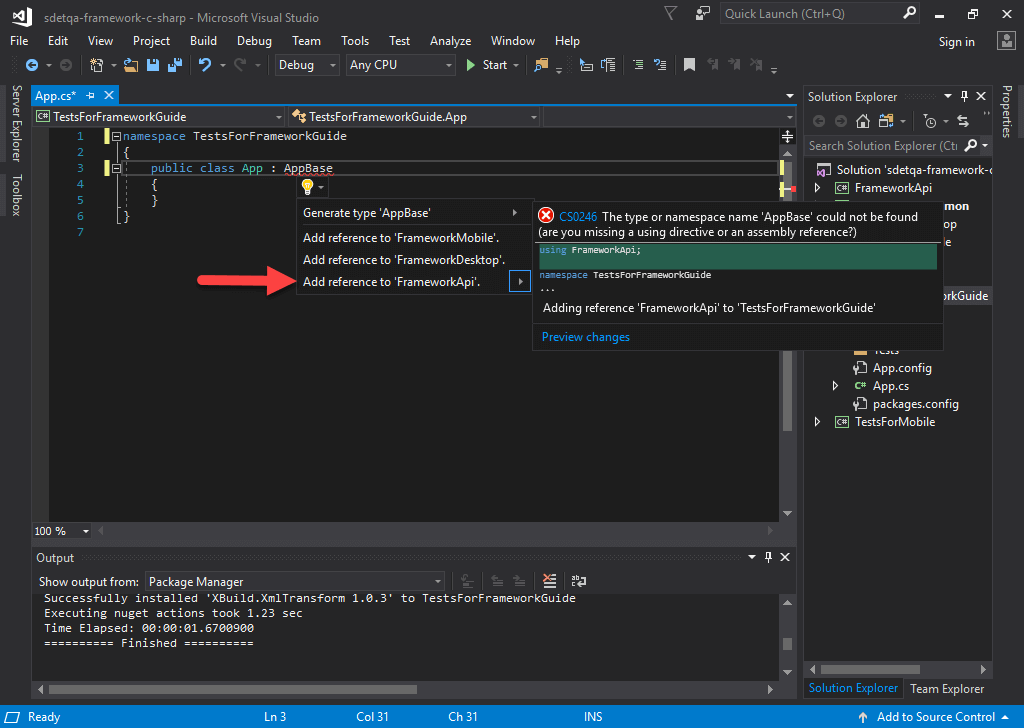 sdetqa-framework-c-sharp - Microsoft Visual Studio
Quick Launch (Ctrl+Q)
File Edit View Project Build Debug Team Tools Test Analyze Window Help
Sign in
Debug Any CPU Start
Server Explorer
Toolbox
App.cs*
TestsForFrameworkGuide TestsForFrameworkGuide.App
1 namespace TestsForFrameworkGuide
2 {
3 public class App : AppBase
4 {
5 }
6 }
7
Generate type 'AppBase'
Add reference to 'FrameworkMobile'.
Add reference to 'FrameworkDesktop'.
Add reference to 'FrameworkApi'.
CS0246 The type or namespace name 'AppBase' could not be found
(are you missing a using directive or an assembly reference?)
using FrameworkApi;
namespace TestsForFrameworkGuide
...
Adding reference 'FrameworkApi' to 'TestsForFrameworkGuide'
Preview changes
100 %
Solution Explorer
Search Solution Explorer (Ctrl
Solution 'sdetqa-framework-c
C# FrameworkApi
mon
op
e
orkGuide
Tests
App.config
C# App.cs
packages.config
C# TestsForMobile
Solution Explorer Team Explorer
Properties
Output
Show output from: Package Manager
Successfully installed 'XBuild.XmlTransform 1.0.3' to TestsForFrameworkGuide
Executing nuget actions took 1.23 sec
Time Elapsed: 00:00:01.6700900
========== Finished ==========
Ready Ln 3 Col 31 Ch 31 INS Add to Source Control